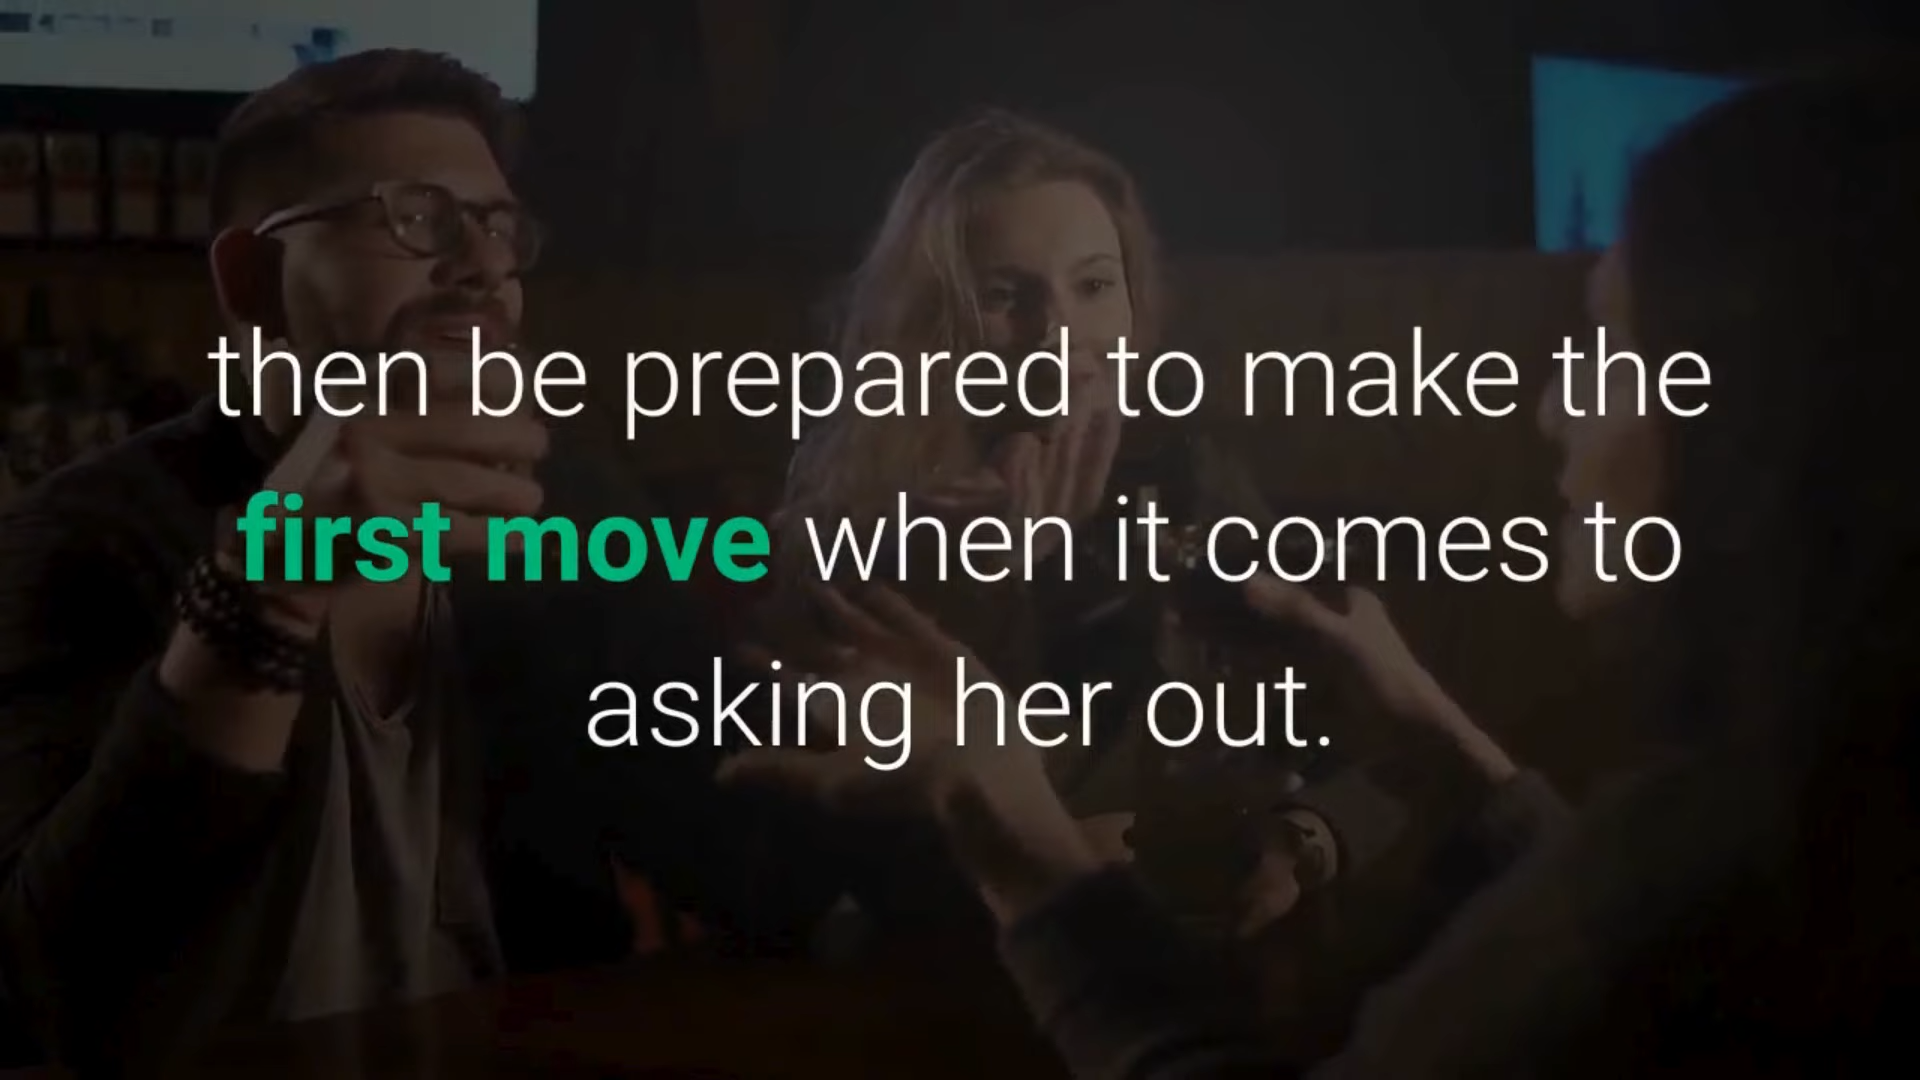 then be prepared to make the
first move when it comes to
asking her out.